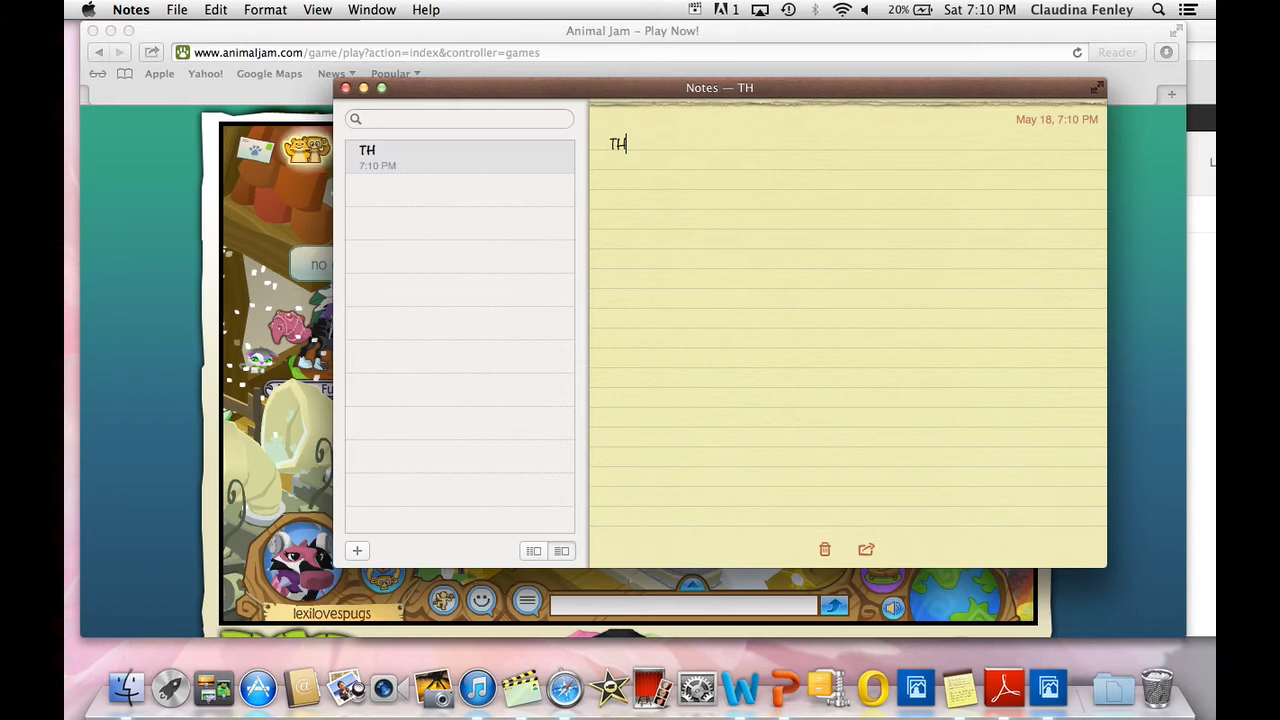 Notes File Edit Format View Window Help 1 20% Sat 7:10 PM Claudina Fenley
Animal Jam – Play Now!
www.animaljam.com/game/play?action=index&controller=games Reader
Apple Yahoo! Google Maps News Popular
Notes — TH
May 18, 7:10 PM
TH
TH
7:10 PM
no
Fu
lexilovespugs